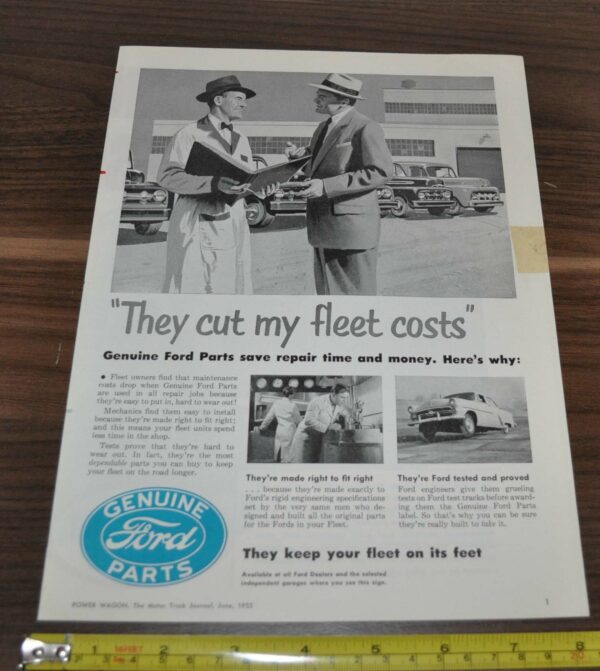 "They cut my fleet costs"
Genuine Ford Parts save repair time and money. Here's why:
• Fleet owners find that maintenance
costs drop when Genuine Ford Parts
are used in all repair jobs because
they're easy to put in, hard to wear out!
Mechanics find them easy to install
because they're made right to fit right;
and this means your fleet units spend
less time in the shop.
Tests prove that they're hard to
wear out. In fact, they're the most
dependable parts you can buy to keep
your fleet on the road longer.
They're made right to fit right
. . . because they're made exactly to
Ford's rigid engineering specifications
set by the very same men who de-
signed and built all the original parts
for the Fords in your Fleet.
They're Ford tested and proved
Ford engineers give them grueling
tests on Ford test tracks before award-
ing them the Genuine Ford Parts
label. So that's why you can be sure
they're really built to take it.
GENUINE
Ford
PARTS
They keep your fleet on its feet
Available at all Ford Dealers and the selected
independent garages where you see this sign.
POWER WAGON, The Motor Truck Journal, June, 1952
1
1 2 3 4 5 6 7 8